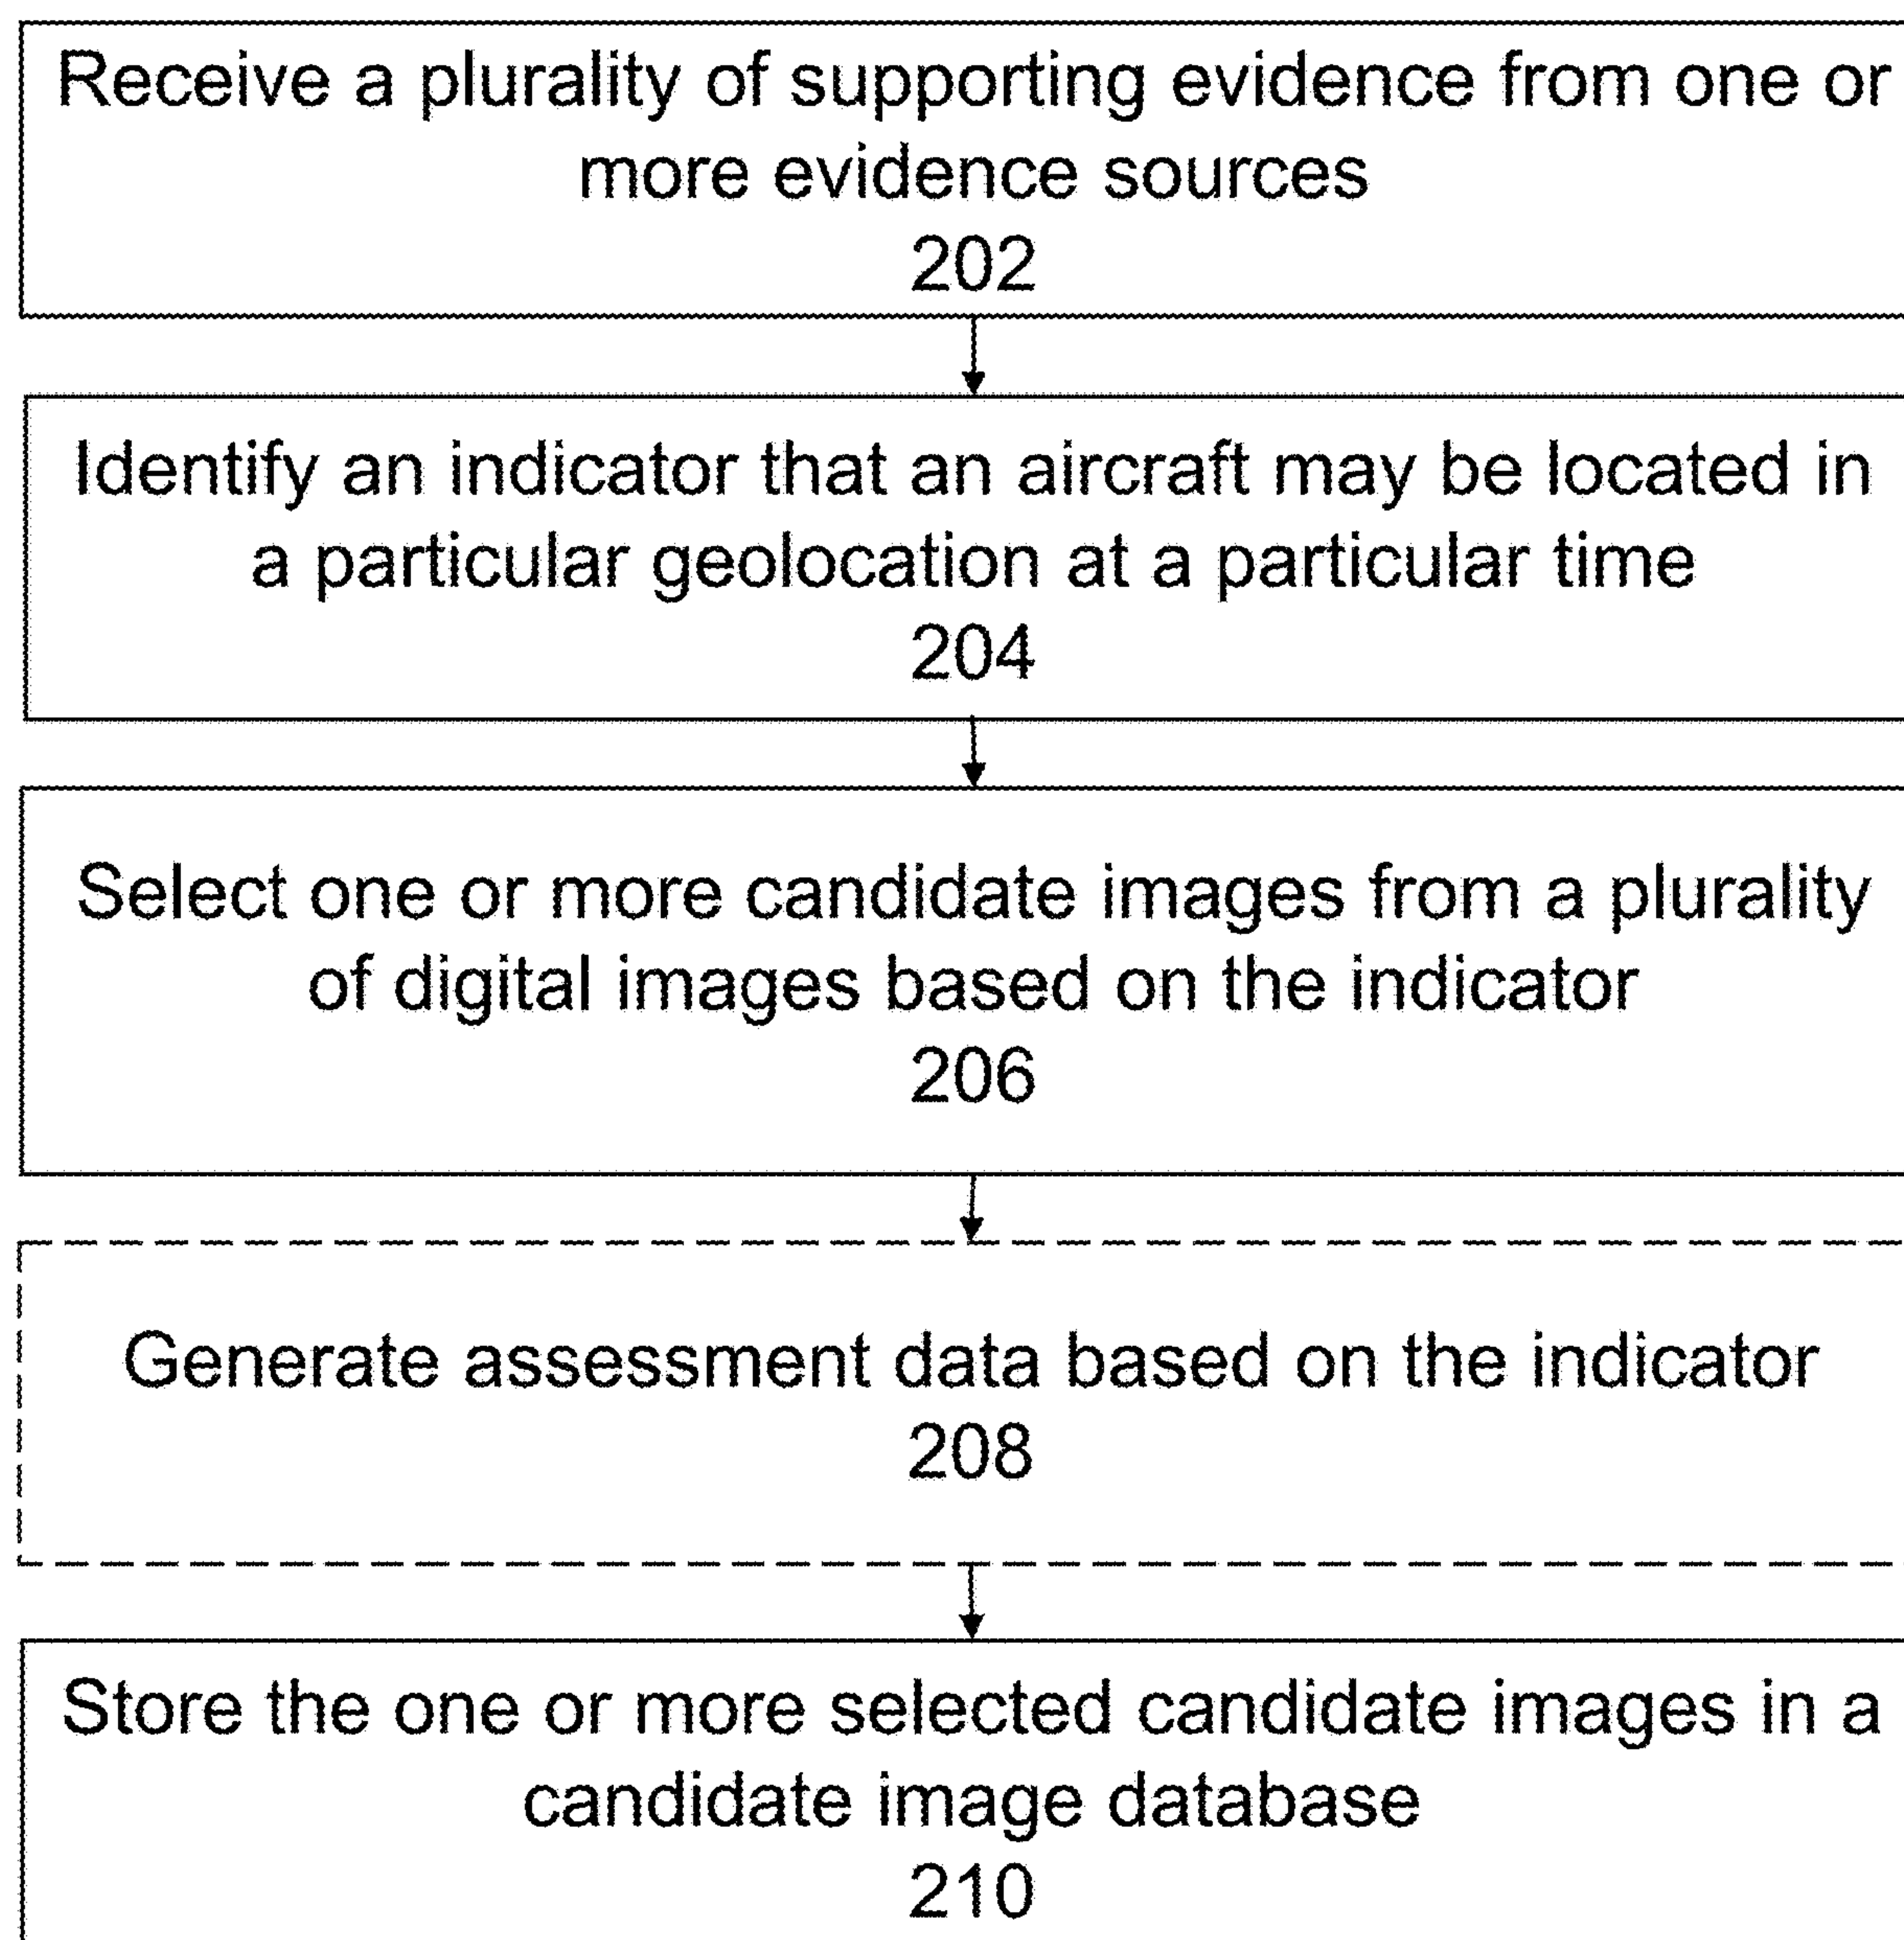 Receive a plurality of supporting evidence from one or
more evidence sources
202
Identify an indicator that an aircraft may be located in
a particular geolocation at a particular time
204
Select one or more candidate images from a plurality
of digital images based on the indicator
206
Generate assessment data based on the indicator
208
Store the one or more selected candidate images in a
candidate image database
210